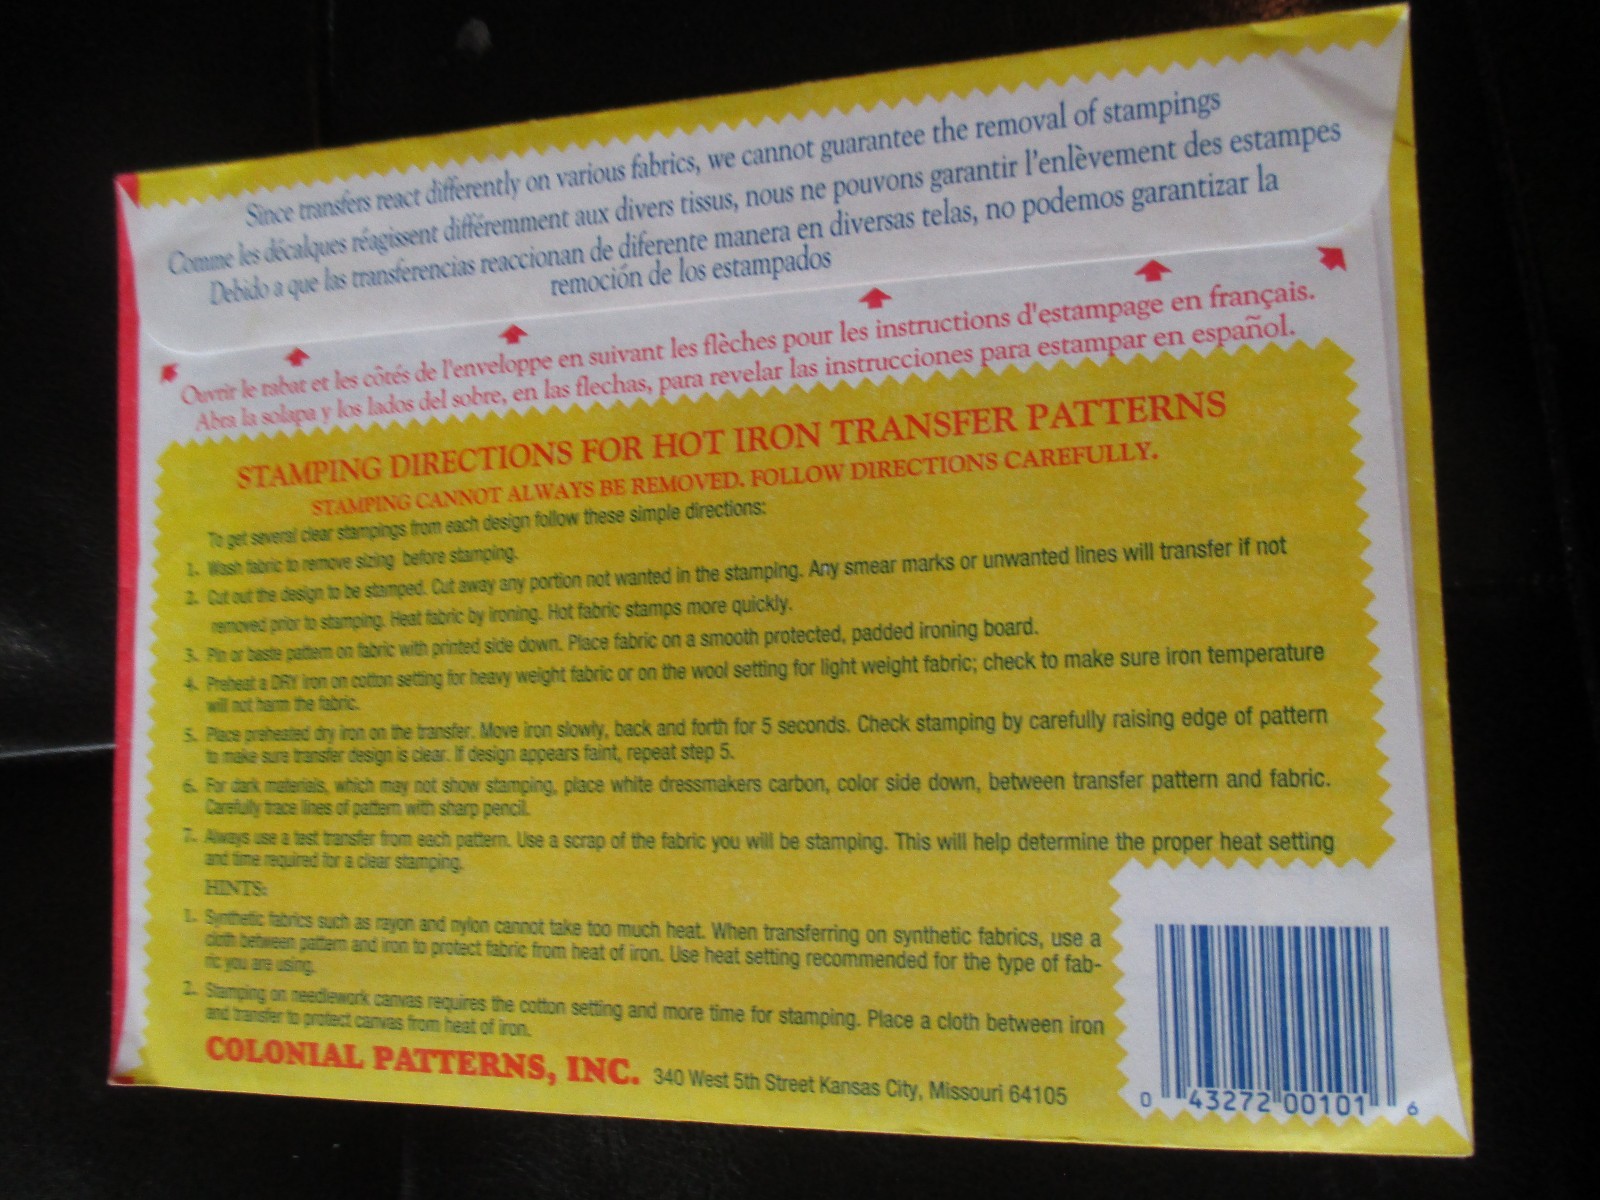 Since transfers react differently on various fabrics, we cannot guarantee the removal of stampings
Comme les décalques réagissent différemment aux divers tissus, nous ne pouvons garantir l'enlèvement des estampes
Debido a que las transferencias reaccionan de diferente manera en diversas telas, no podemos garantizar la
remoción de los estampados
Ouvrir le rabat et les côtés de l'enveloppe en suivant les flèches pour les instructions d'estampage en français.
Abra la solapa y los lados del sobre, en las flechas, para revelar las instrucciones para estampar en español.
STAMPING DIRECTIONS FOR HOT IRON TRANSFER PATTERNS
STAMPING CANNOT ALWAYS BE REMOVED. FOLLOW DIRECTIONS CAREFULLY.
To get several clear stampings from each design follow these simple directions:
1. Wash fabric to remove sizing before stamping.
2. Cut out the design to be stamped. Cut away any portion not wanted in the stamping. Any smear marks or unwanted lines will transfer if not
removed prior to stamping. Heat fabric by ironing. Hot fabric stamps more quickly.
3. Pin or baste pattern on fabric with printed side down. Place fabric on a smooth protected, padded ironing board.
4. Preheat a DRY iron on cotton setting for heavy weight fabric or on the wool setting for light weight fabric; check to make sure iron temperature
will not harm the fabric.
5. Place preheated dry iron on the transfer. Move iron slowly, back and forth for 5 seconds. Check stamping by carefully raising edge of pattern
to make sure transfer design is clear. If design appears faint, repeat step 5.
6. For dark materials, which may not show stamping, place white dressmakers carbon, color side down, between transfer pattern and fabric.
Carefully trace lines of pattern with sharp pencil.
7. Always use a test transfer from each pattern. Use a scrap of the fabric you will be stamping. This will help determine the proper heat setting
and time required for a clear stamping.
HINTS:
1. Synthetic fabrics such as rayon and nylon cannot take too much heat. When transferring on synthetic fabrics, use a
cloth between pattern and iron to protect fabric from heat of iron. Use heat setting recommended for the type of fab-
ric you are using.
2. Stamping on needlework canvas requires the cotton setting and more time for stamping. Place a cloth between iron
and transfer to protect canvas from heat of iron.
COLONIAL PATTERNS, INC. 340 West 5th Street Kansas City, Missouri 64105
0 43272 00101 6